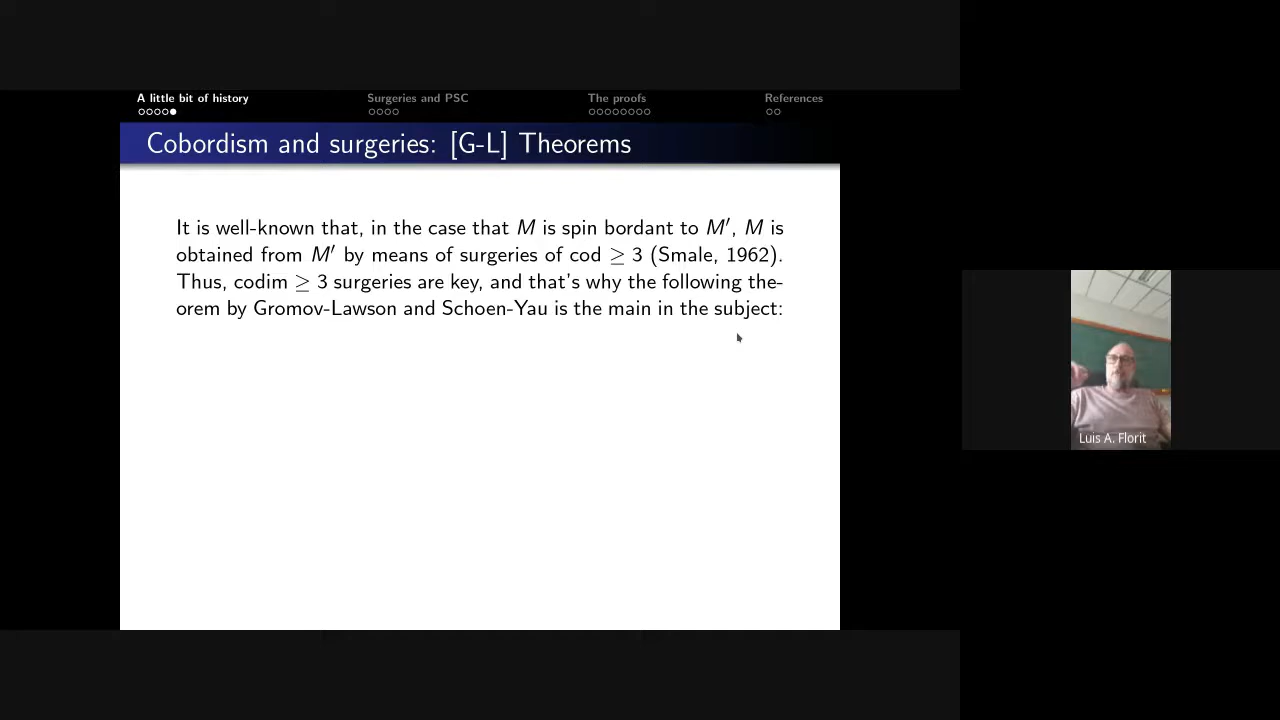 A little bit of history
Surgeries and PSC
The proofs
References
Cobordism and surgeries: [G-L] Theorems
It is well-known that, in the case that M is spin bordant to M′, M is
obtained from M′ by means of surgeries of cod ≥ 3 (Smale, 1962).
Thus, codim ≥ 3 surgeries are key, and that's why the following the-
orem by Gromov-Lawson and Schoen-Yau is the main in the subject:
Luis A. Florit